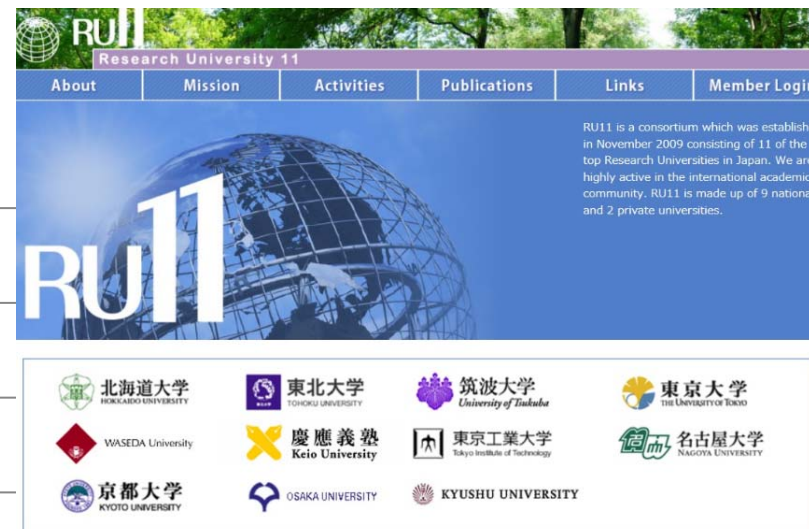 RU11
Research University 11
About Mission Activities Publications Links Member Login
RU11 is a consortium which was establish
in November 2009 consisting of 11 of the
top Research Universities in Japan. We are
highly active in the international academic
community. RU11 is made up of 9 national
and 2 private universities.
RU11
北海道大学
HOKKAIDO UNIVERSITY
東北大学
TOHOKU UNIVERSITY
筑波大学
University of Tsukuba
東京大学
THE UNIVERSITY OF TOKYO
WASEDA University
慶應義塾
Keio University
東京工業大学
Tokyo Institute of Technology
名古屋大学
NAGOYA UNIVERSITY
京都大学
KYOTO UNIVERSITY
OSAKA UNIVERSITY
KYUSHU UNIVERSITY